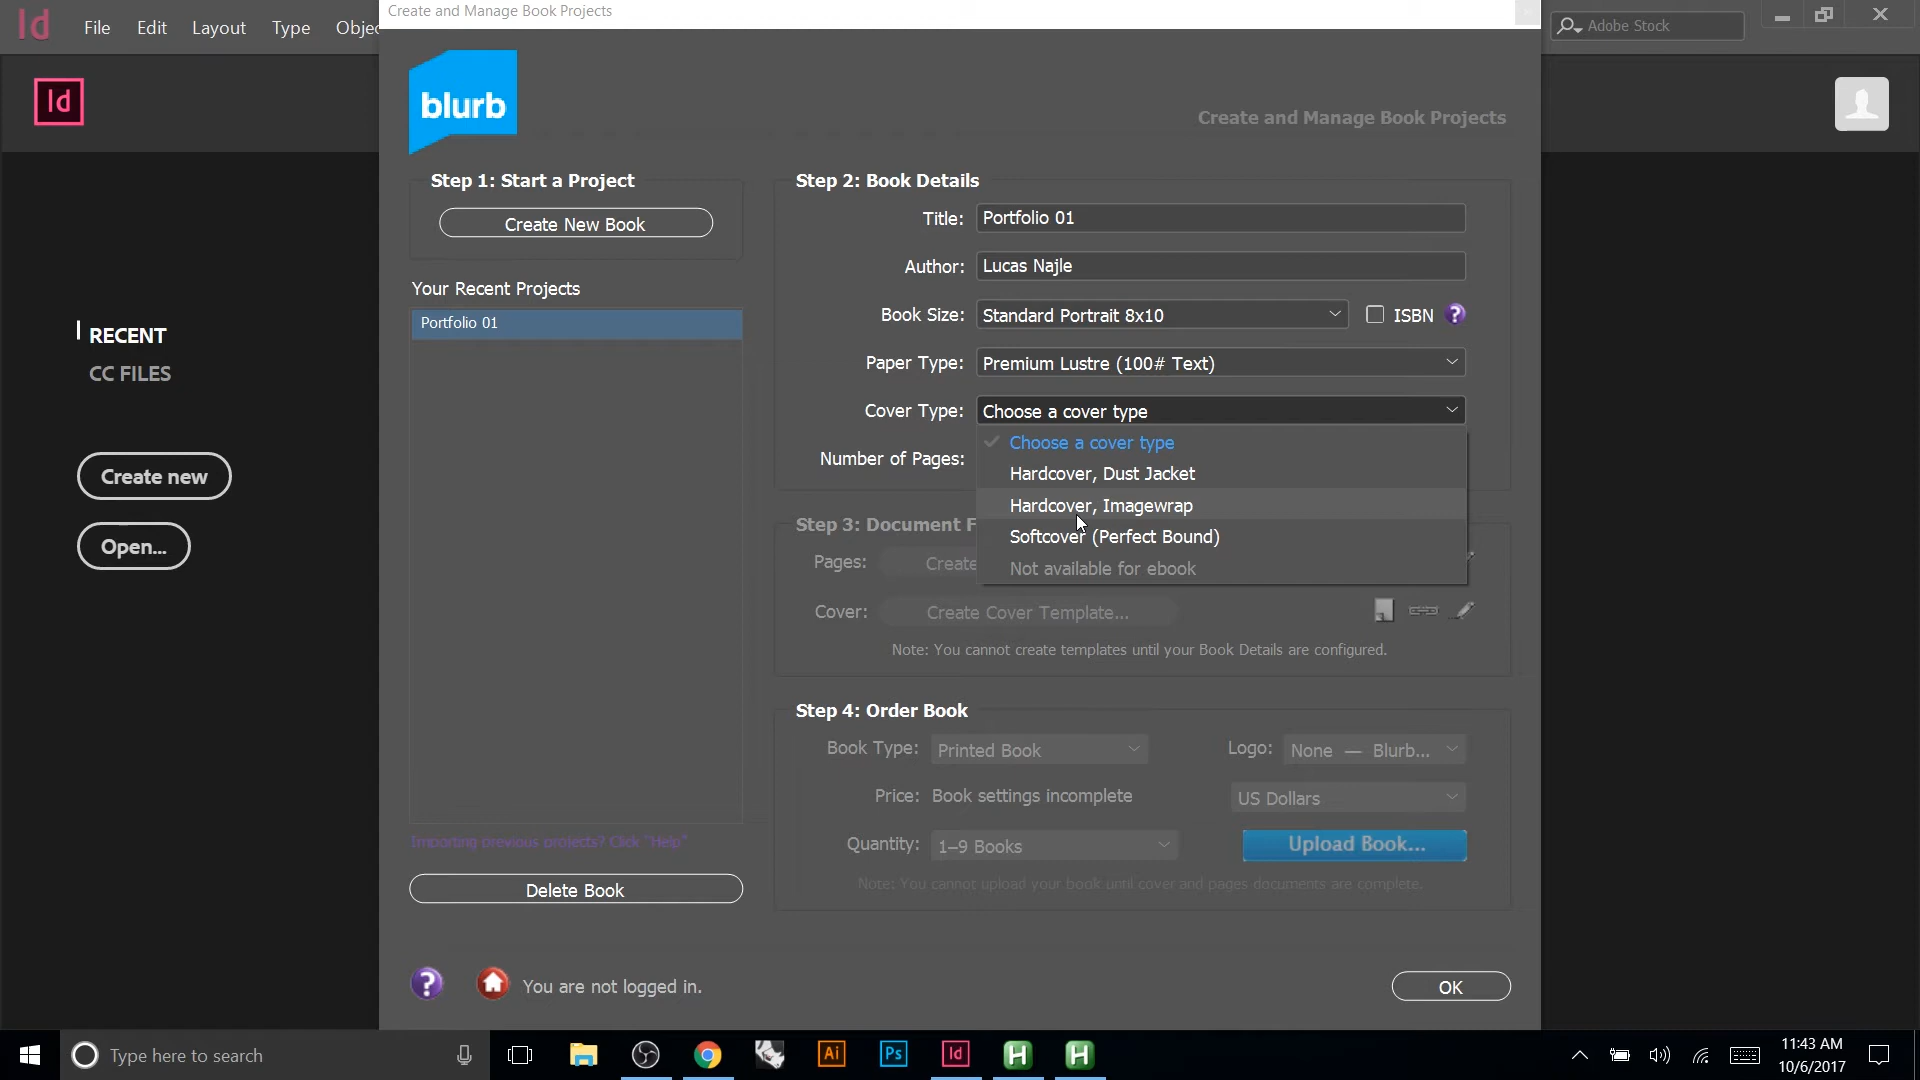 Create and Manage Book Projects
Id
File
Edit
Layout
Type
Objec
Adobe Stock
Id
blurb
Create and Manage Book Projects
Step 1: Start a Project
Create New Book
Your Recent Projects
Portfolio 01
RECENT
CC FILES
Create new
Open...
Importing previous projects? Click "Help"
Delete Book
Step 2: Book Details
Title: Portfolio 01
Author: Lucas Najle
Book Size: Standard Portrait 8x10
ISBN
Paper Type: Premium Lustre (100# Text)
Cover Type: Choose a cover type
Choose a cover type
Hardcover, Dust Jacket
Hardcover, Imagewrap
Softcover (Perfect Bound)
Not available for ebook
Number of Pages:
Step 3: Document F
Pages: Create
Cover: Create Cover Template...
Note: You cannot create templates until your Book Details are configured.
Step 4: Order Book
Book Type: Printed Book
Logo: None — Blurb...
Price: Book settings incomplete
US Dollars
Quantity: 1–9 Books
Upload Book...
Note: You cannot upload your book until cover and pages documents are complete.
You are not logged in.
OK
Type here to search
Ai
Ps
Id
H
H
11:43 AM
10/6/2017